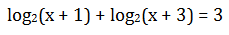 log₂(x + 1) + log₂(x + 3) = 3